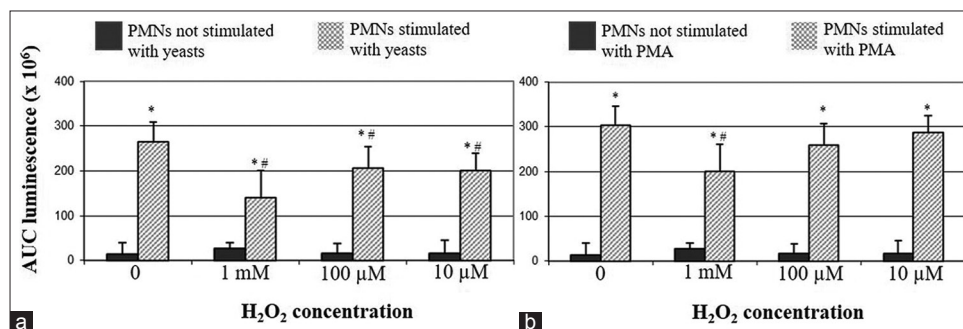 PMNs not stimulated with yeasts
PMNs stimulated with yeasts
AUC luminescence (x 10⁶)
400
300
200
100
0
*
* #
* #
* #
0 1 mM 100 µM 10 µM
H₂O₂ concentration
a
PMNs not stimulated with PMA
PMNs stimulated with PMA
400
300
200
100
0
*
* #
*
*
0 1 mM 100 µM 10 µM
H₂O₂ concentration
b